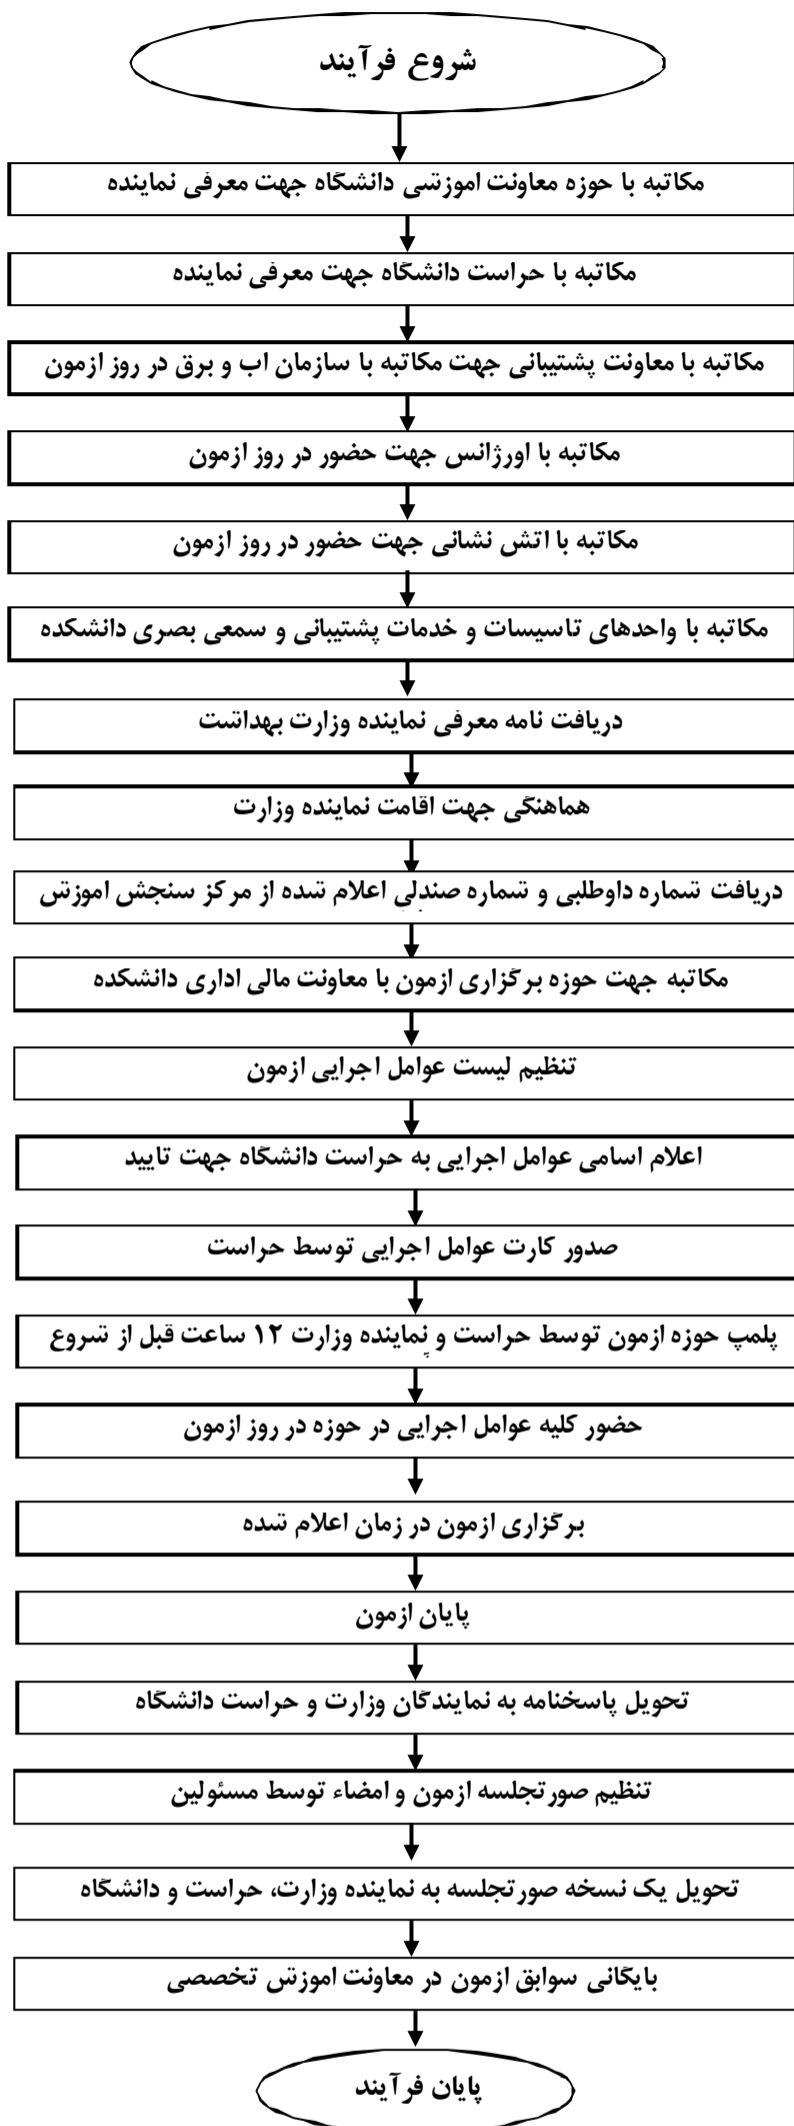 شروع فرآیند
مکاتبه با حوزه معاونت اموزشی دانشگاه جهت معرفی نماینده
مکاتبه با حراست دانشگاه جهت معرفی نماینده
مکاتبه با معاونت پشتیبانی جهت مکاتبه با سازمان اب و برق در روز ازمون
مکاتبه با اورژانس جهت حضور در روز ازمون
مکاتبه با اتش نشانی جهت حضور در روز ازمون
مکاتبه با واحدهای تاسیسات و خدمات پشتیبانی و سمعی بصری دانشکده
دریافت نامه معرفی نماینده وزارت بهداشت
هماهنگی جهت اقامت نماینده وزارت
دریافت شماره داوطلبی و شماره صندلی اعلام شده از مرکز سنجش اموزش
مکاتبه جهت حوزه برگزاری ازمون با معاونت مالی اداری دانشکده
تنظیم لیست عوامل اجرایی ازمون
اعلام اسامی عوامل اجرایی به حراست دانشگاه جهت تایید
صدور کارت عوامل اجرایی توسط حراست
پلمپ حوزه ازمون توسط حراست و نماینده وزارت ۱۲ ساعت قبل از شروع
حضور کلیه عوامل اجرایی در حوزه در روز ازمون
برگزاری ازمون در زمان اعلام شده
پایان ازمون
تحویل پاسخنامه به نمایندگان وزارت و حراست دانشگاه
تنظیم صورتجلسه ازمون و امضاء توسط مسئولین
تحویل یک نسخه صورتجلسه به نماینده وزارت، حراست و دانشگاه
بایگانی سوابق ازمون در معاونت اموزش تخصصی
پایان فرآیند